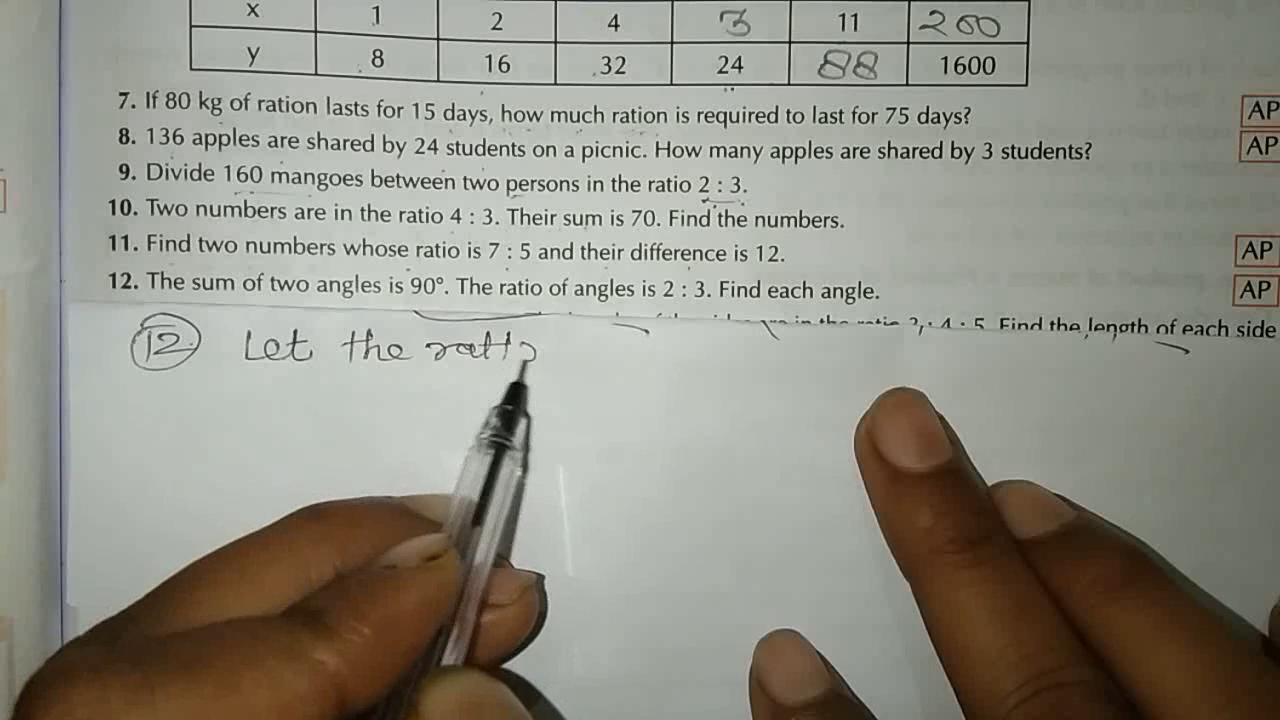 x 1 2 4 3 11 200
y 8 16 32 24 88 1600
7. If 80 kg of ration lasts for 15 days, how much ration is required to last for 75 days? AP
8. 136 apples are shared by 24 students on a picnic. How many apples are shared by 3 students? AP
9. Divide 160 mangoes between two persons in the ratio 2 : 3.
10. Two numbers are in the ratio 4 : 3. Their sum is 70. Find the numbers.
11. Find two numbers whose ratio is 7 : 5 and their difference is 12. AP
12. The sum of two angles is 90°. The ratio of angles is 2 : 3. Find each angle. AP
in the ratio 3 : 4 : 5. Find the length of each side
12. Let the ratio